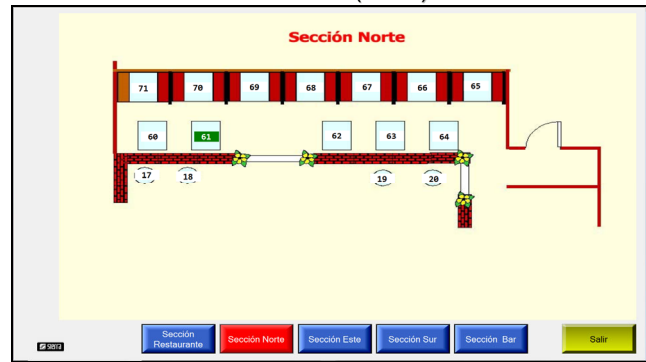 Sección Norte
71 70 69 68 67 66 65
60 61 62 63 64
17 18 19 20
Sección
Restaurante
Sección Norte
Sección Este
Sección Sur
Sección Bar
Salir